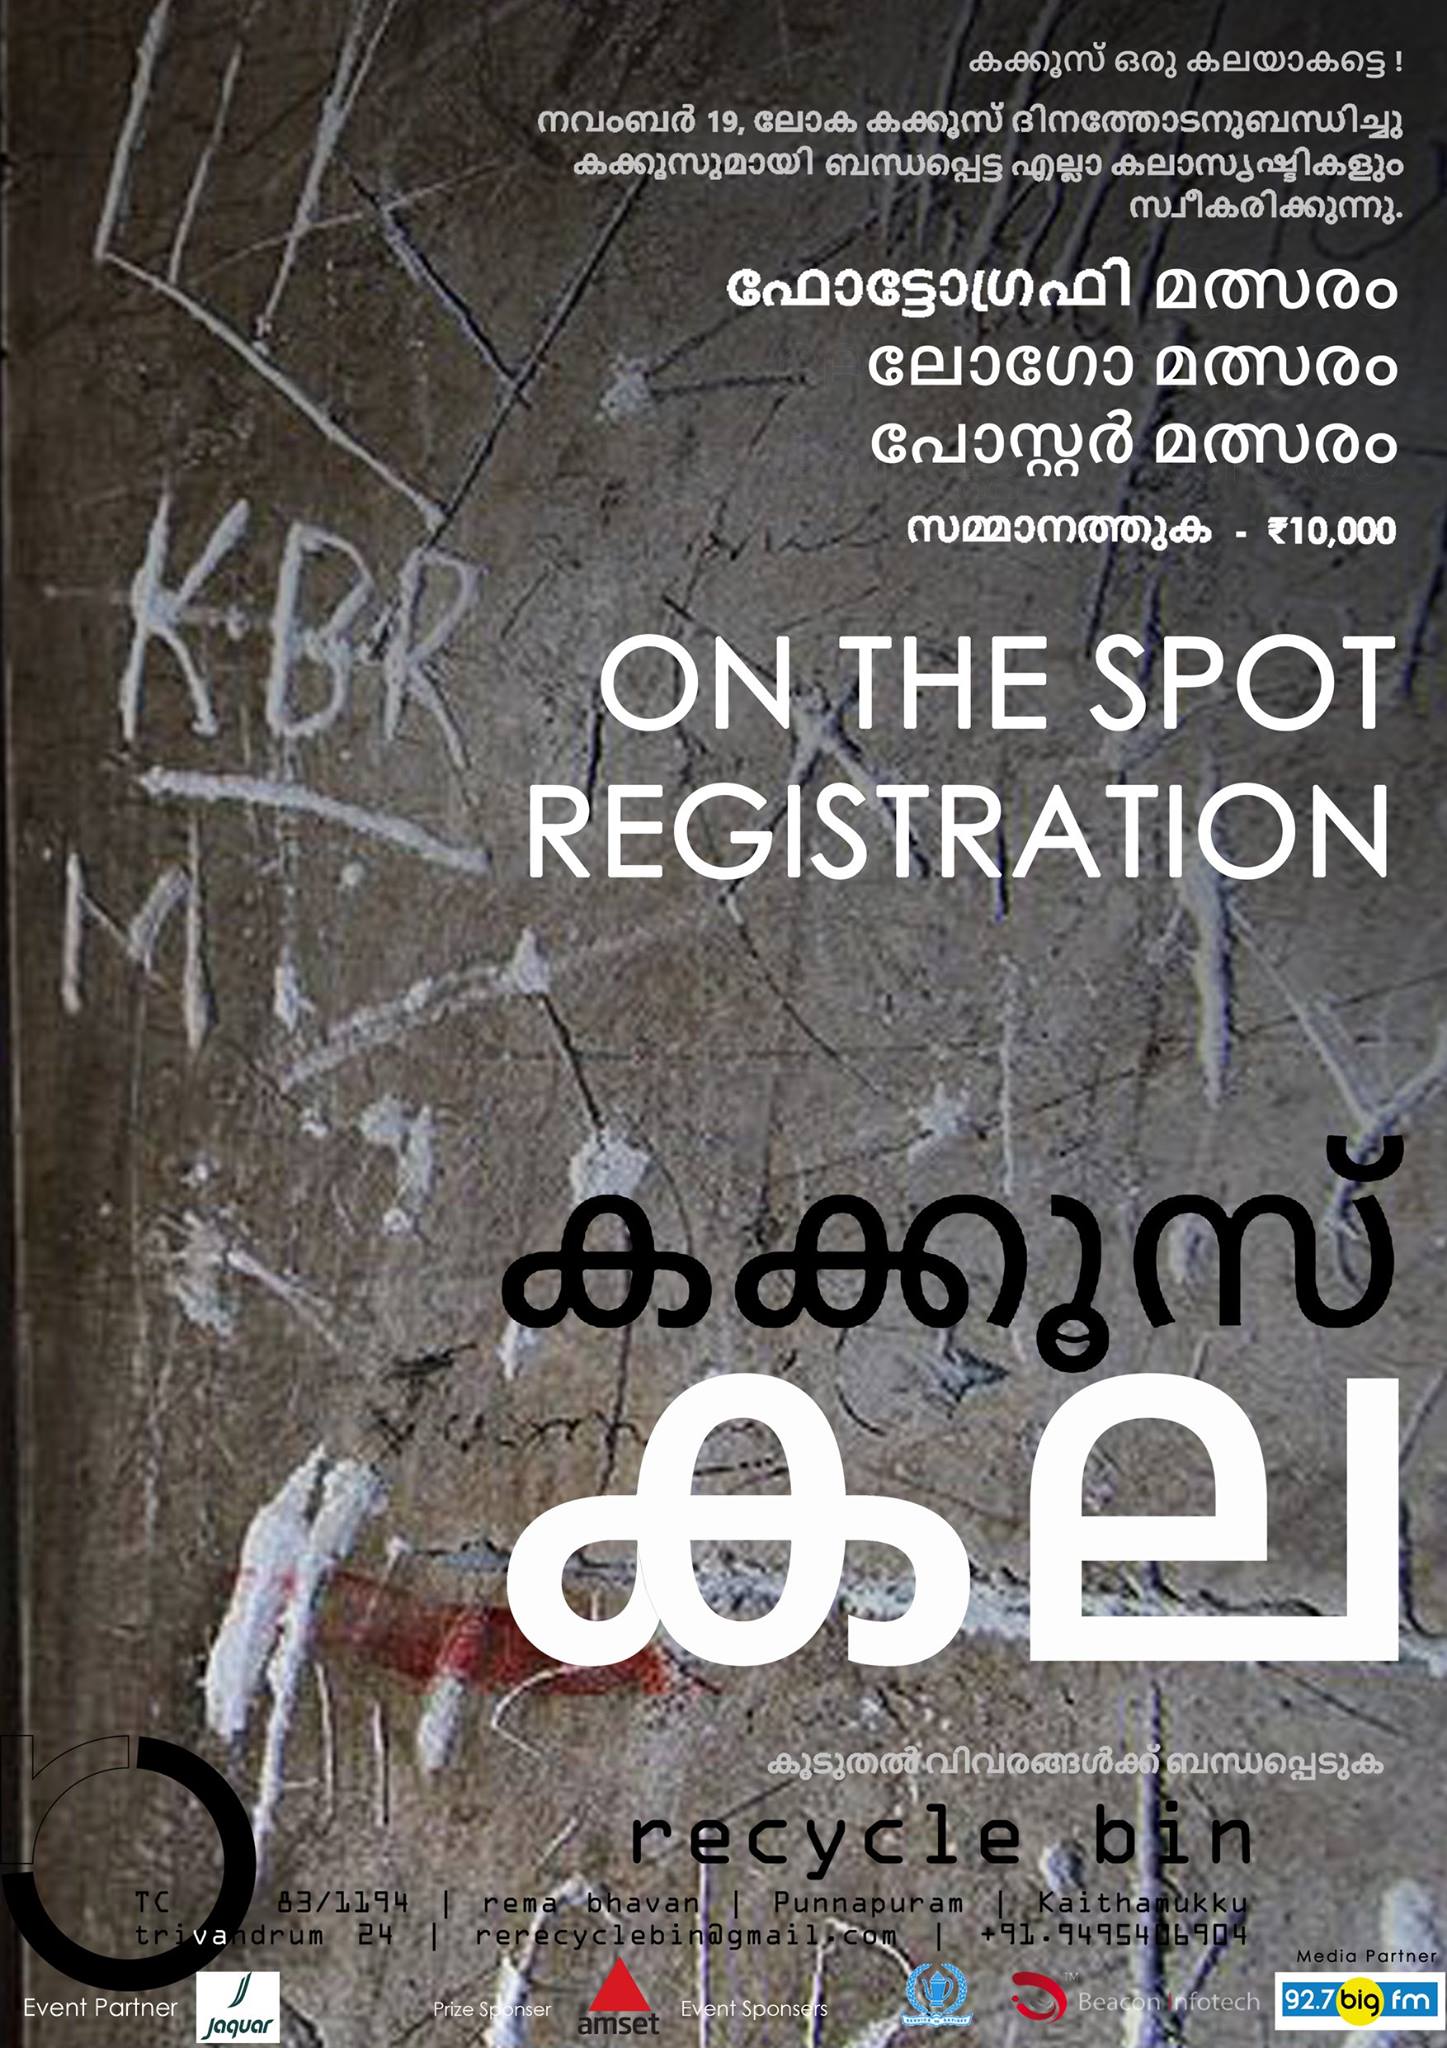 കക്കൂസ് ഒരു കലയാകട്ടെ !
നവംബർ 19, ലോക കക്കൂസ് ദിനത്തോടനുബന്ധിച്ചു
കക്കൂസുമായി ബന്ധപ്പെട്ട എല്ലാ കലാസൃഷ്ടികളും
സ്വീകരിക്കുന്നു.
ഫോട്ടോഗ്രഫി മത്സരം
ലോഗോ മത്സരം
പോസ്റ്റർ മത്സരം
സമ്മാനത്തുക - ₹10,000
ON THE SPOT
REGISTRATION
KBR
M
കക്കൂസ്
കല
കൂടുതൽ വിവരങ്ങൾക്ക് ബന്ധപ്പെടുക
recycle bin
TC 83/1194 | rema bhavan | Punnapuram | Kaithamukku
trivandrum 24 | rerecyclebin@gmail.com | +91.9495406904
Media Partner
Event Partner
Jaquar
Prize Sponser
amset
Event Sponsers
Beacon Infotech
TM
92.7 big fm